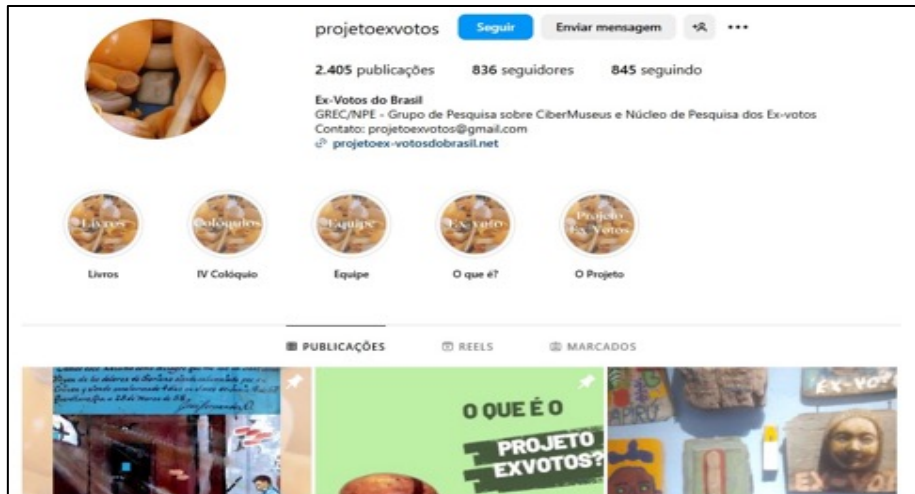 projetoexvotos Seguir Enviar mensagem
2.405 publicações 836 seguidores 845 seguindo
Ex-Votos do Brasil
GREC/NPE - Grupo de Pesquisa sobre CiberMuseus e Núcleo de Pesquisa dos Ex-votos
Contato: projetoexvotos@gmail.com
projetoex-votosdobrasil.net
Livros Colóquios Equipe Ex-voto Projeto
Ex-Votos
Livros IV Colóquio Equipe O que é? O Projeto
PUBLICAÇÕES REELS MARCADOS
O QUE É O
PROJETO
EXVOTOS?
EX-VO